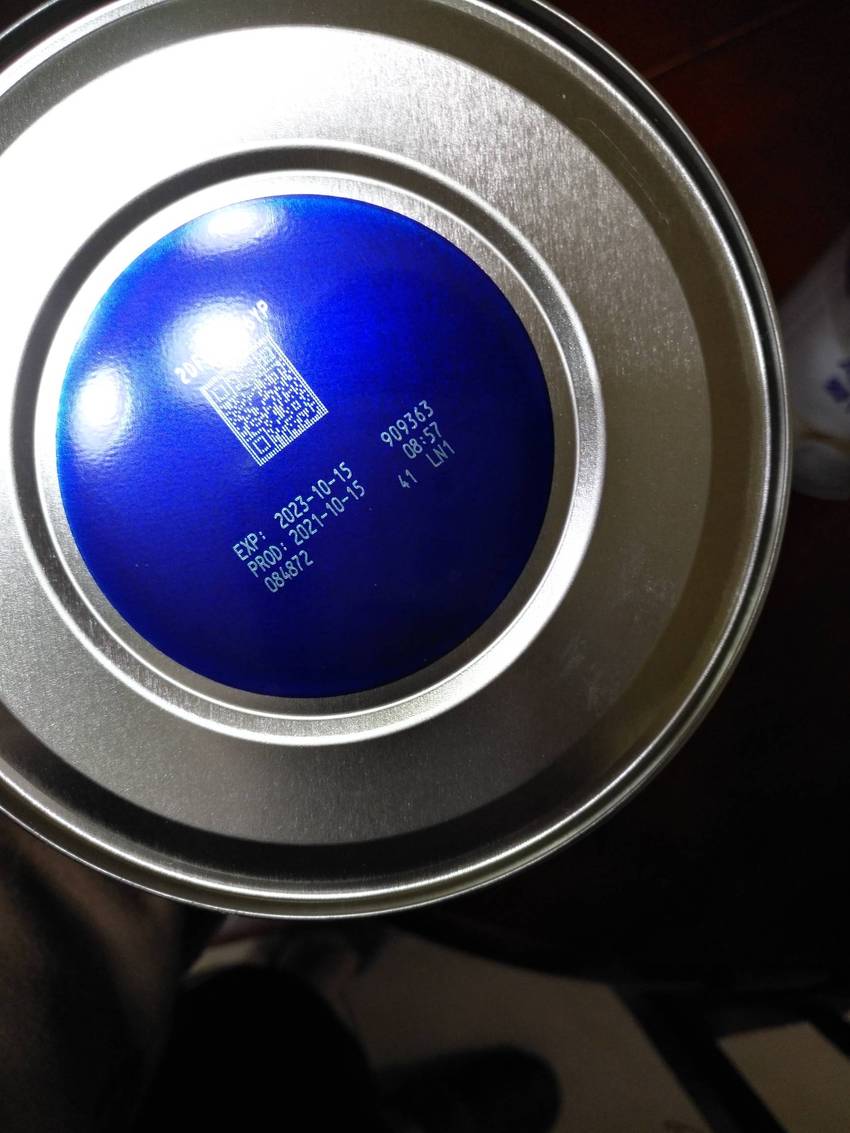 EXP: 2023-10-15 909363
PROD: 2021-10-15 08:57
084872 41 LN1